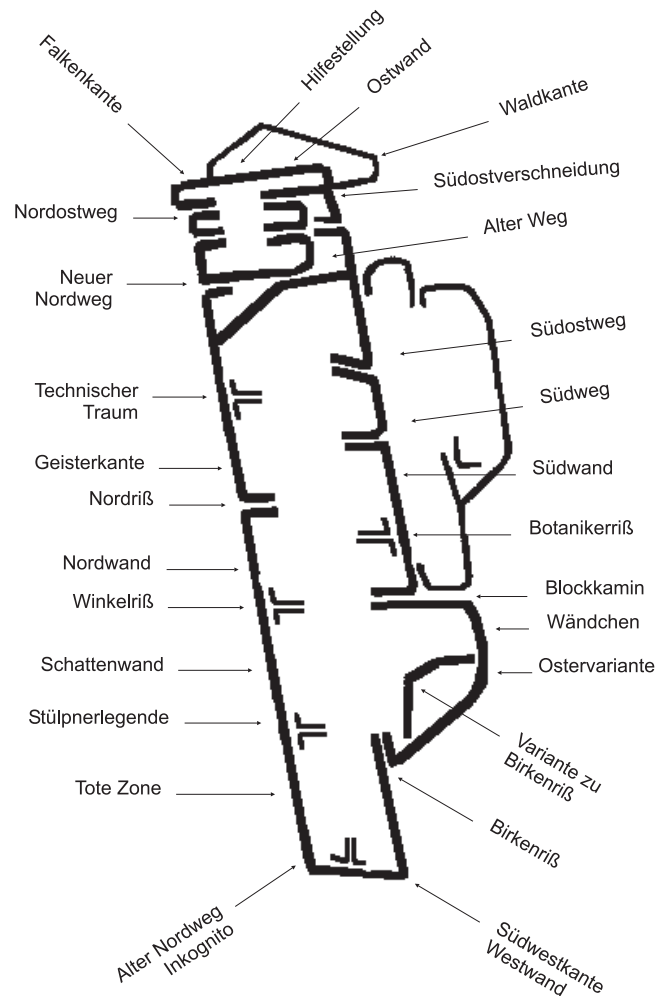 Falkenkante
Hilfestellung
Ostwand
Waldkante
Südostverschneidung
Nordostweg
Alter Weg
Neuer
Nordweg
Südostweg
Technischer
Traum
Südweg
Geisterkante
Südwand
Nordriß
Botanikerriß
Nordwand
Blockkamin
Winkelriß
Wändchen
Schattenwand
Ostervariante
Stülpnerlegende
Variante zu
Birkenriß
Tote Zone
Birkenriß
Alter Nordweg
Inkognito
Südwestkante
Westwand